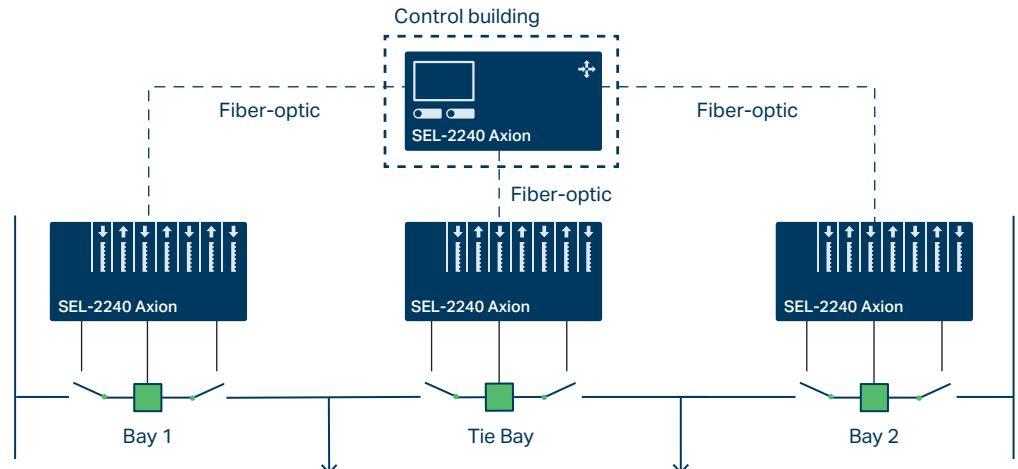 Control building
SEL-2240 Axion
Fiber-optic
Fiber-optic
Fiber-optic
SEL-2240 Axion
SEL-2240 Axion
SEL-2240 Axion
Bay 1
Tie Bay
Bay 2